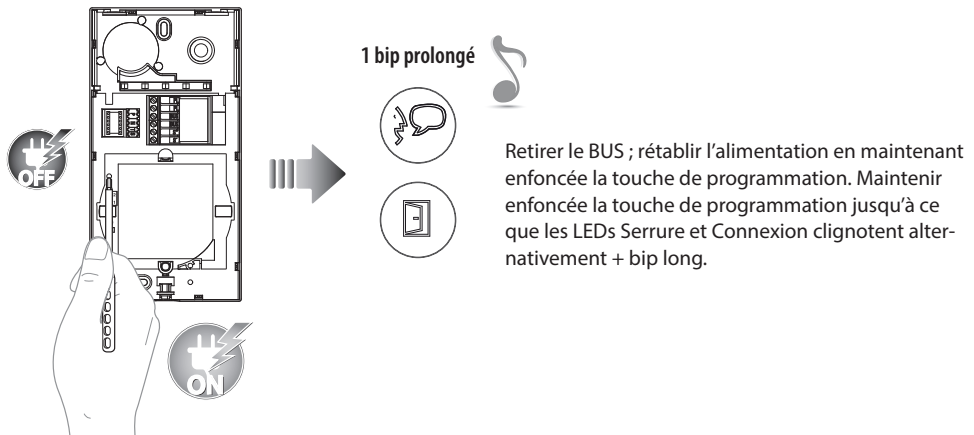 1 bip prolongé
OFF
Retirer le BUS ; rétablir l’alimentation en maintenant
enfoncée la touche de programmation. Maintenir
enfoncée la touche de programmation jusqu’à ce
que les LEDs Serrure et Connexion clignotent alter-
nativement + bip long.
ON